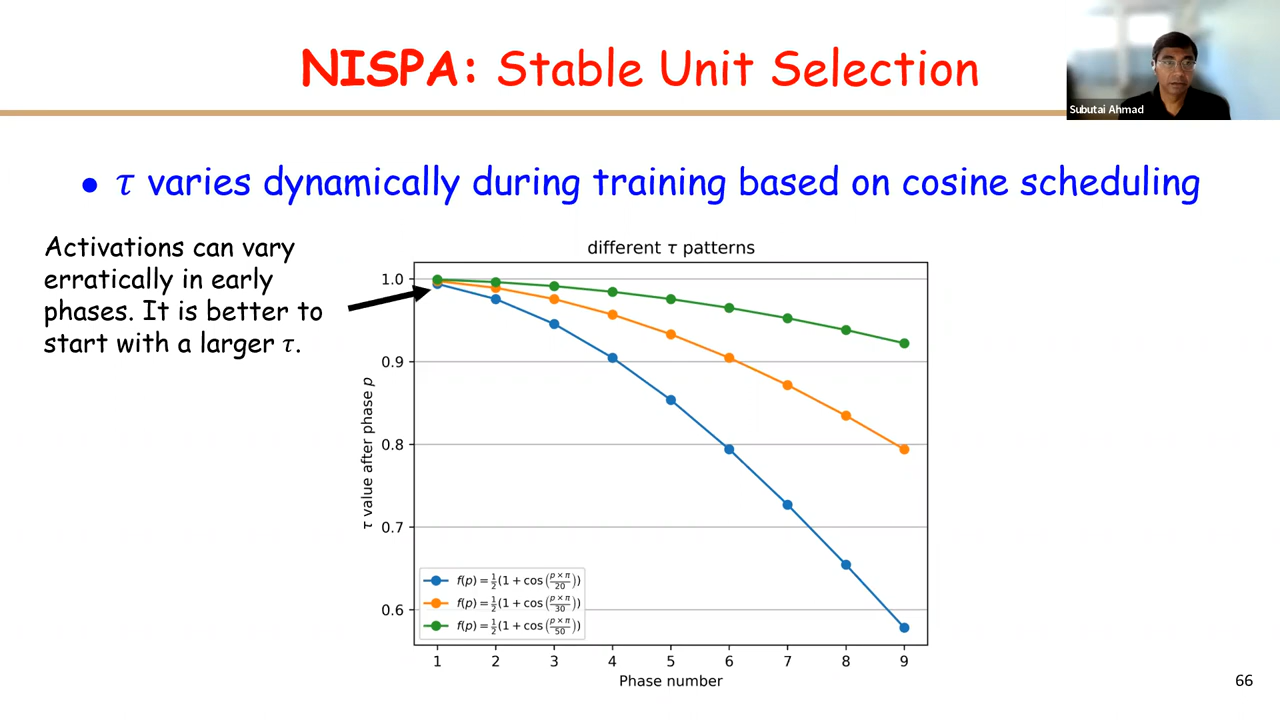 NISPA: Stable Unit Selection
Subutai Ahmad
• τ varies dynamically during training based on cosine scheduling
Activations can vary
erratically in early
phases. It is better to
start with a larger τ.
different τ patterns
τ value after phase p
1.0
0.9
0.8
0.7
0.6
f(p) = ½(1 + cos(p×π/20))
f(p) = ½(1 + cos(p×π/30))
f(p) = ½(1 + cos(p×π/50))
1 2 3 4 5 6 7 8 9
Phase number
66